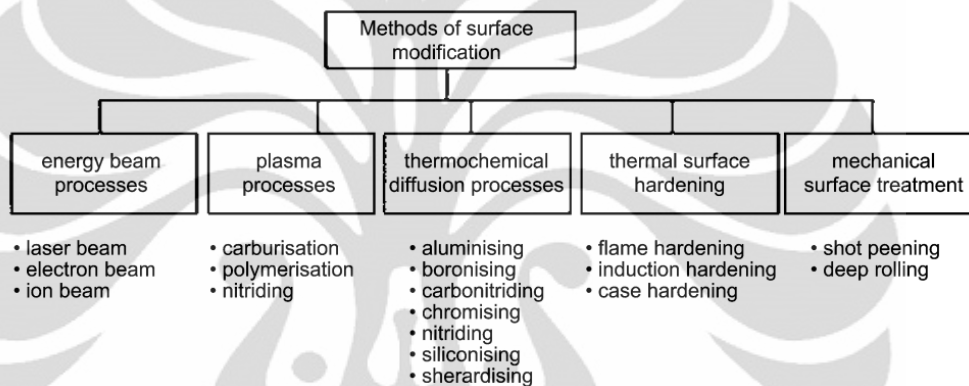 Methods of surface
modification
energy beam
processes
plasma
processes
thermochemical
diffusion processes
thermal surface
hardening
mechanical
surface treatment
• laser beam
• electron beam
• ion beam
• carburisation
• polymerisation
• nitriding
• aluminising
• boronising
• carbonitriding
• chromising
• nitriding
• siliconising
• sherardising
• flame hardening
• induction hardening
• case hardening
• shot peening
• deep rolling